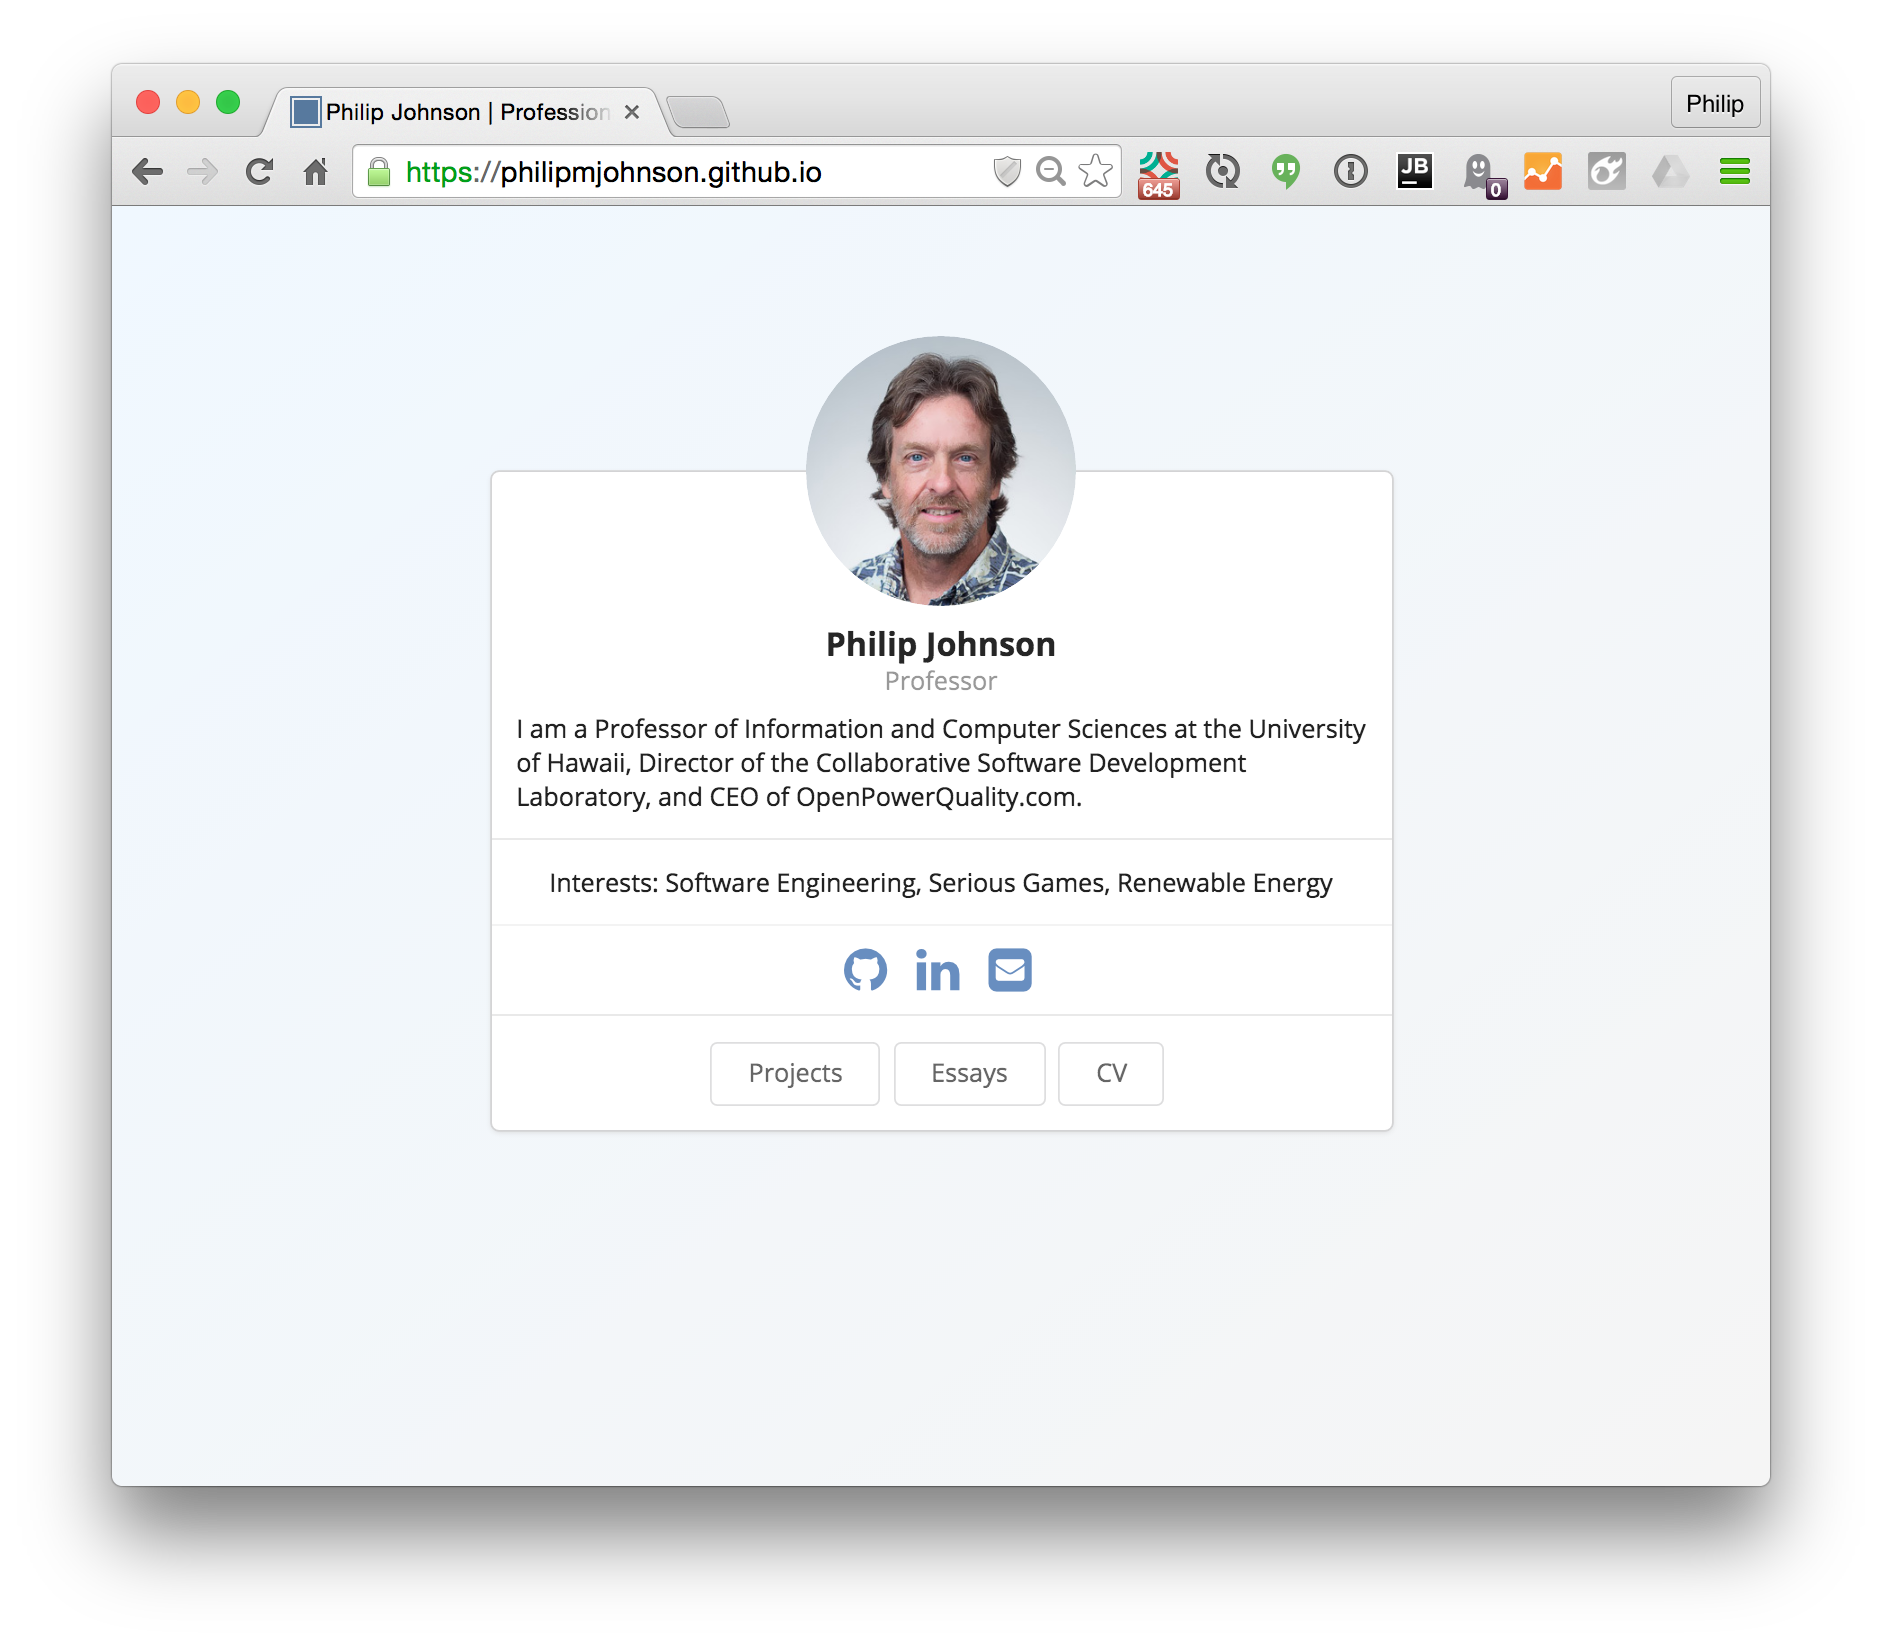 Philip Johnson | Profession
Philip
https://philipmjohnson.github.io
645
JB
0
Philip Johnson
Professor
I am a Professor of Information and Computer Sciences at the University
of Hawaii, Director of the Collaborative Software Development
Laboratory, and CEO of OpenPowerQuality.com.
Interests: Software Engineering, Serious Games, Renewable Energy
in
Projects Essays CV